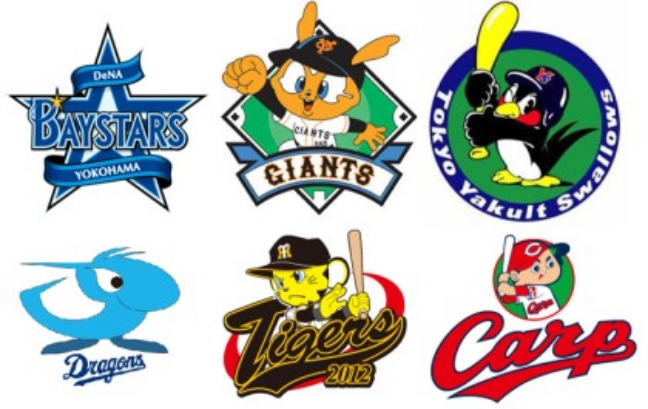 DeNA
BAYSTARS
YOKOHAMA
GIANTS
GIANTS
Tokyo Yakult Swallows
Dragons
Tigers
2012
C
Carp